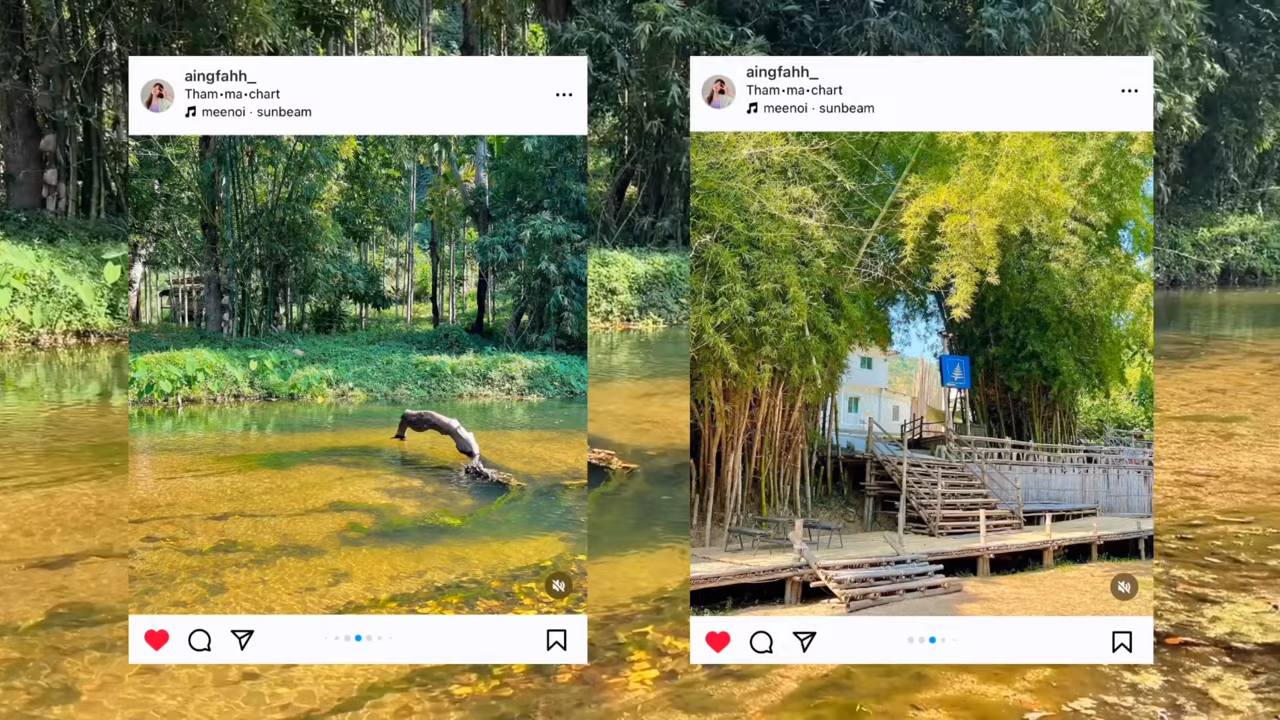 aingfahh_
Tham•ma•chart
meenoi · sunbeam
aingfahh_
Tham•ma•chart
meenoi · sunbeam